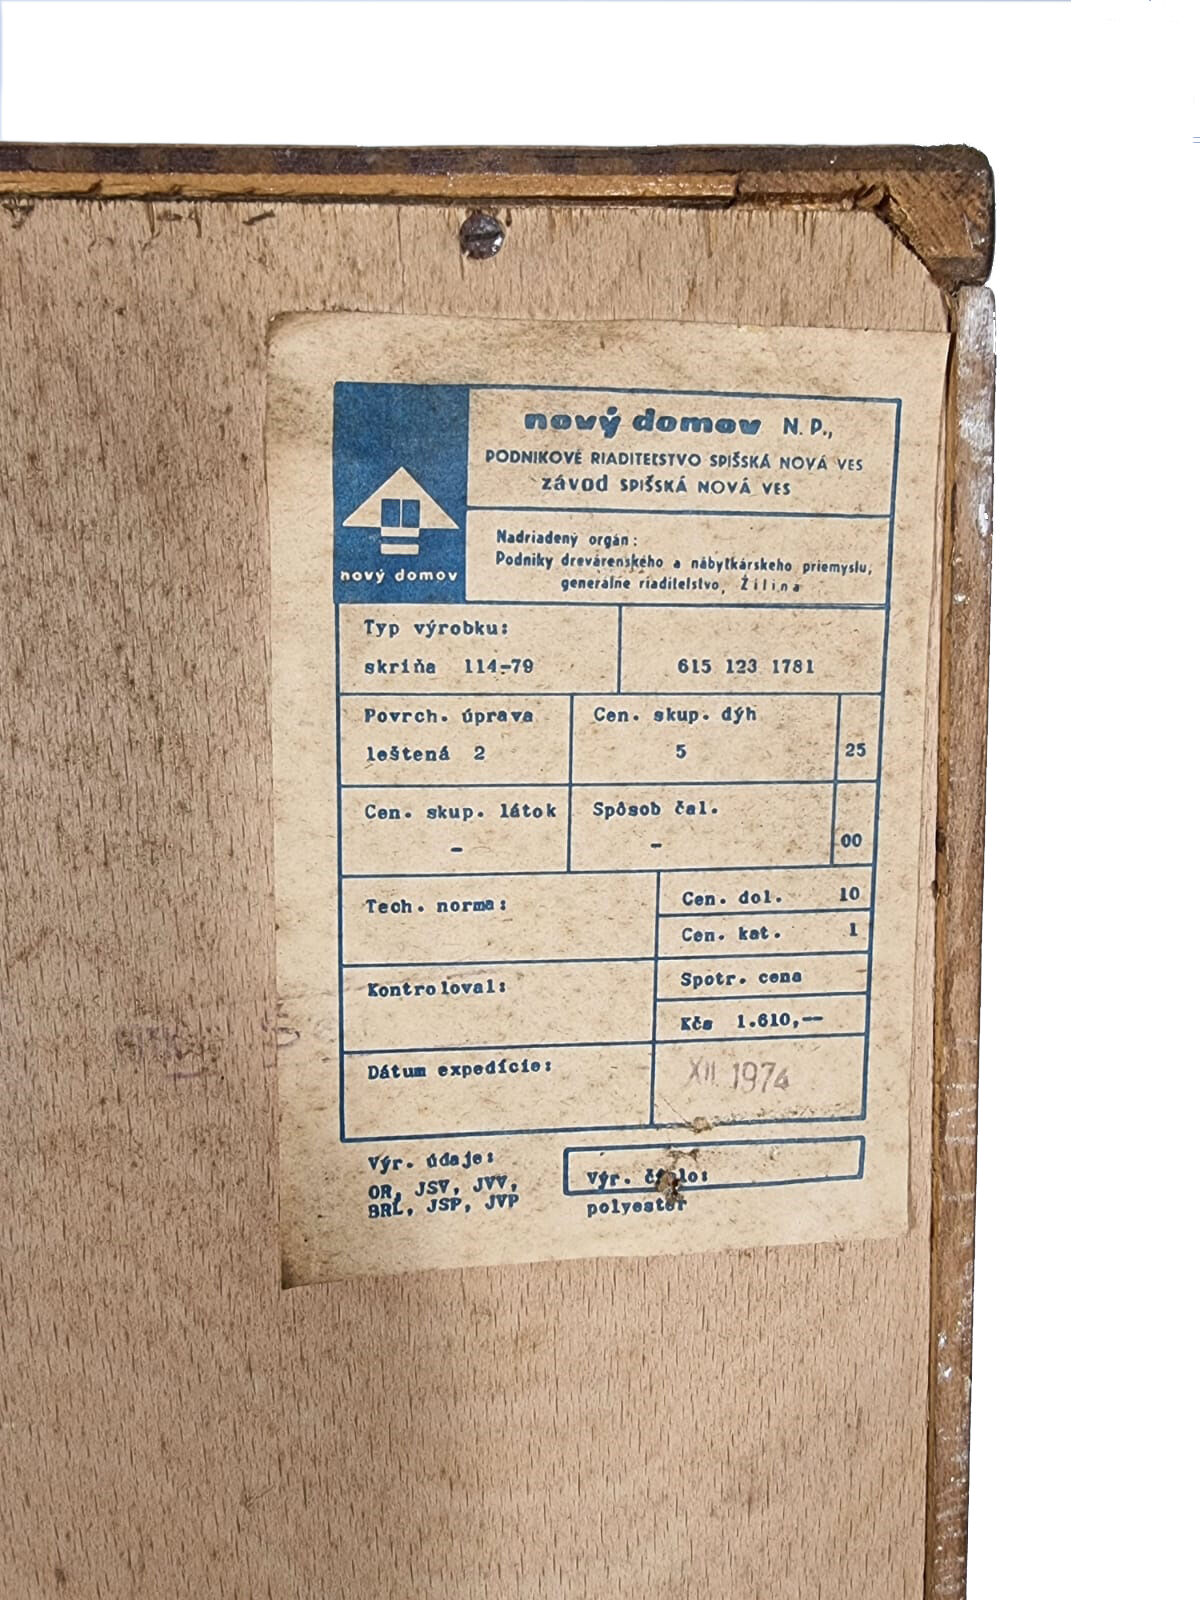 nový domov N. P.,
PODNIKOVÉ RIADITEĽSTVO SPIŠSKÁ NOVÁ VES
závod SPIŠSKÁ NOVÁ VES
nový domov
Nadriadený orgán:
Podniky drevárenského a nábytkárskeho priemyslu,
generálne riaditelstvo, Žilina
Typ výrobku:
skriňa 114-79
615 123 1781
Povrch. úprava
leštená 2
Cen. skup. dýh
5
25
Cen. skup. látok
-
Spôsob čal.
-
00
Tech. norma:
Cen. dol. 10
Cen. kat. 1
Kontroloval:
Spotr. cena
Kčs 1.610,--
Dátum expedície:
XII. 1974
Výr. údaje:
OR, JSV, JVV,
BRL, JSP, JVP
Výr. číslo:
polyester